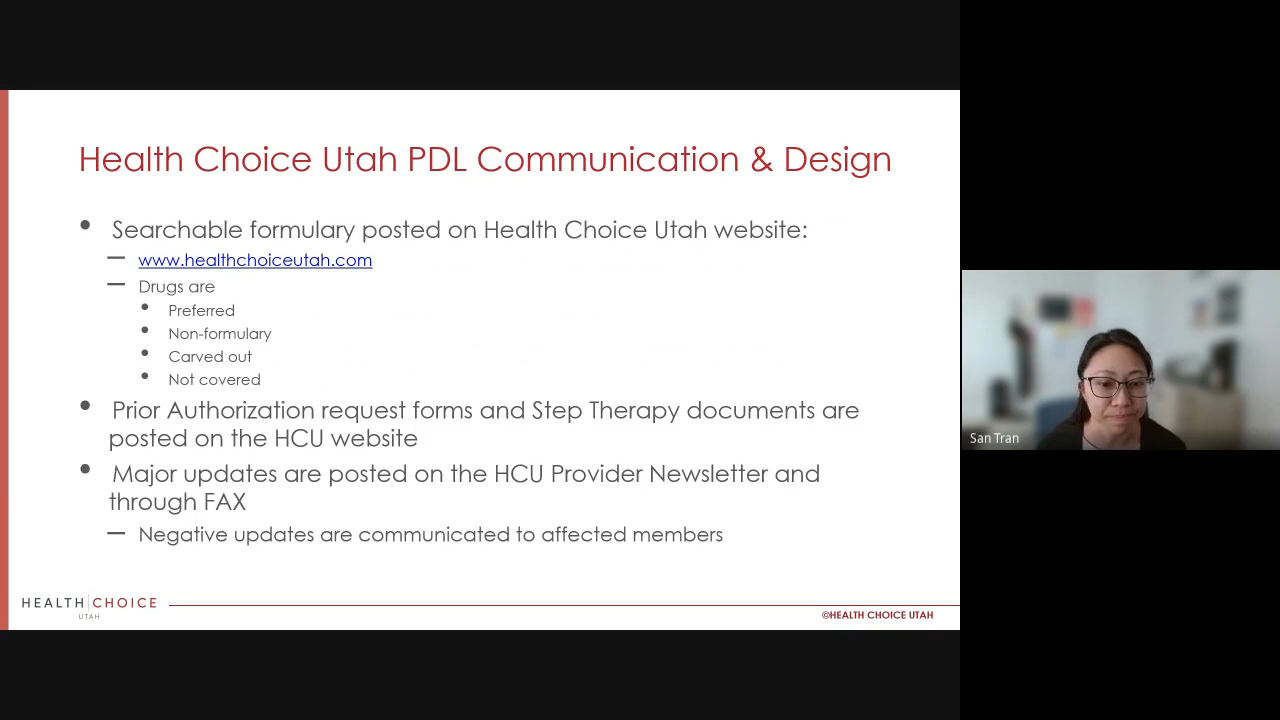 Health Choice Utah PDL Communication & Design
• Searchable formulary posted on Health Choice Utah website:
— www.healthchoiceutah.com
— Drugs are
• Preferred
• Non-formulary
• Carved out
• Not covered
• Prior Authorization request forms and Step Therapy documents are
posted on the HCU website
• Major updates are posted on the HCU Provider Newsletter and
through FAX
— Negative updates are communicated to affected members
HEALTH CHOICE
UTAH
©HEALTH CHOICE UTAH
San Tran